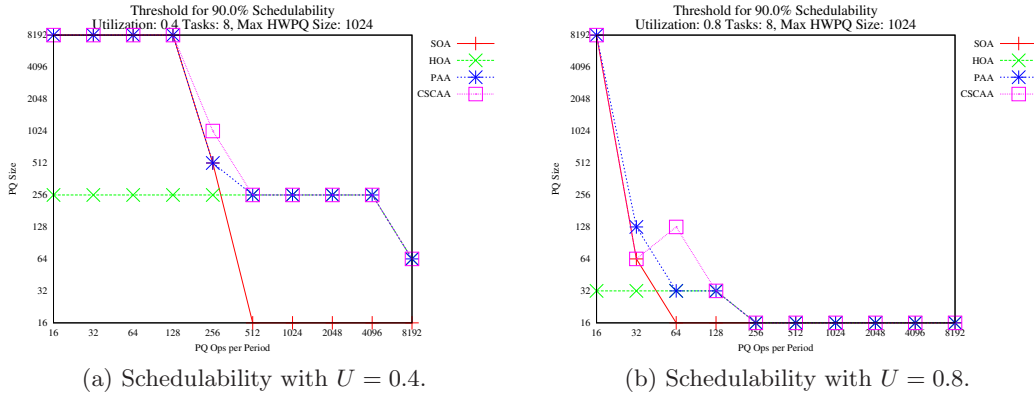 Threshold for 90.0% Schedulability
Utilization: 0.4 Tasks: 8, Max HWPQ Size: 1024
8192
4096
2048
1024
512
256
128
64
32
16
PQ Size
16 32 64 128 256 512 1024 2048 4096 8192
PQ Ops per Period
SOA
HOA
PAA
CSCAA
(a) Schedulability with U = 0.4.
Threshold for 90.0% Schedulability
Utilization: 0.8 Tasks: 8, Max HWPQ Size: 1024
8192
4096
2048
1024
512
256
128
64
32
16
PQ Size
16 32 64 128 256 512 1024 2048 4096 8192
PQ Ops per Period
SOA
HOA
PAA
CSCAA
(b) Schedulability with U = 0.8.